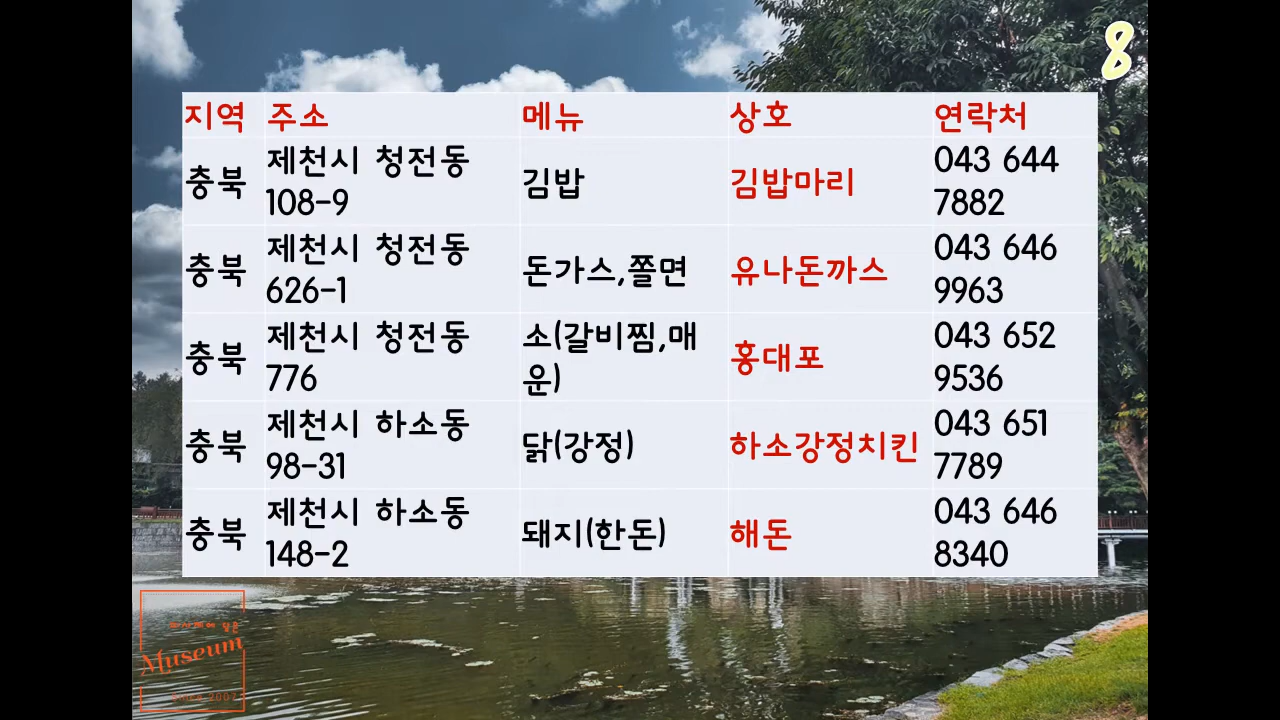 8
지역 주소 메뉴 상호 연락처
충북 제천시 청전동 108-9 김밥 김밥마리 043 644 7882
충북 제천시 청전동 626-1 돈가스,쫄면 유나돈까스 043 646 9963
충북 제천시 청전동 776 소(갈비찜,매운) 홍대포 043 652 9536
충북 제천시 하소동 98-31 닭(강정) 하소강정치킨 043 651 7789
충북 제천시 하소동 148-2 돼지(한돈) 해돈 043 646 8340
Museum